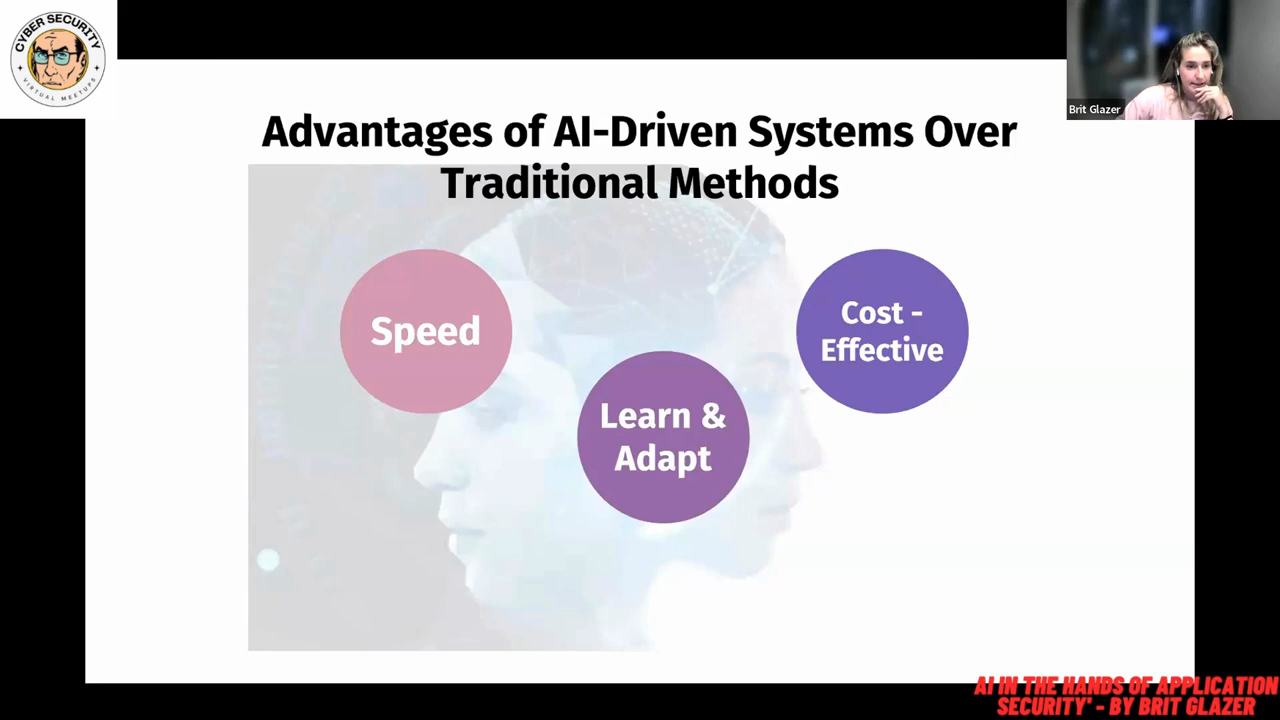 CYBER SECURITY
VIRTUAL MEETUPS
Brit Glazer
Advantages of AI-Driven Systems Over
Traditional Methods
Speed
Learn &
Adapt
Cost -
Effective
AI IN THE HANDS OF APPLICATION
SECURITY' - BY BRIT GLAZER